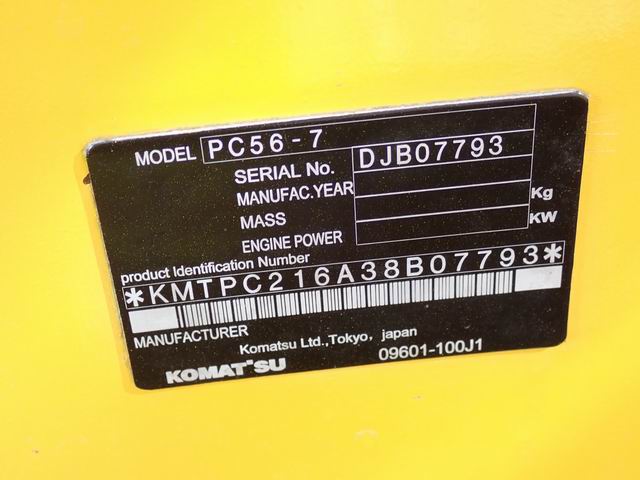 MODEL PC56-7
SERIAL No. DJB07793
MANUFAC.YEAR
MASS Kg
ENGINE POWER KW
product Identification Number
*KMTPC216A38B07793*
MANUFACTURER
Komatsu Ltd.,Tokyo, japan
KOMATSU 09601-100J1